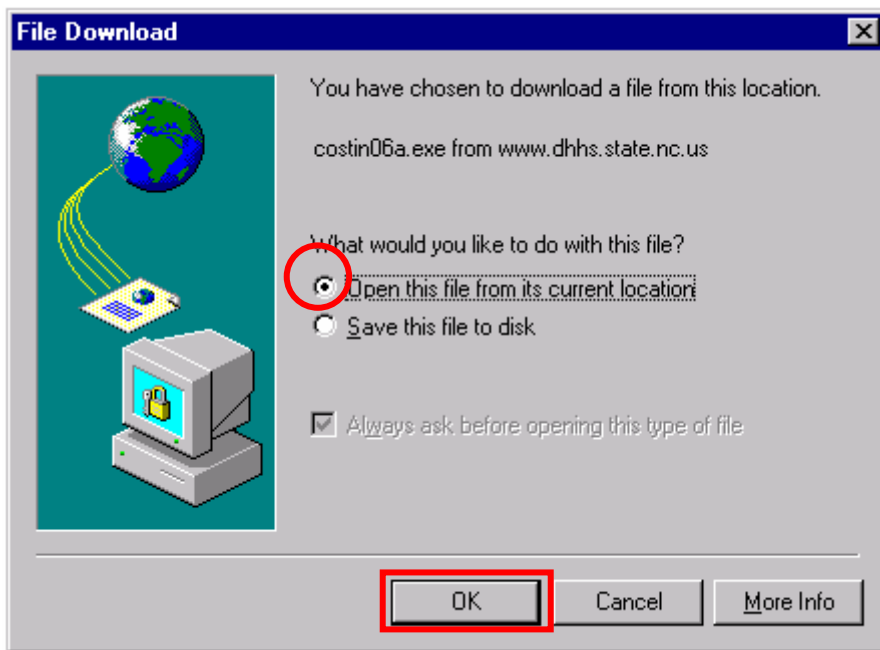 File Download
You have chosen to download a file from this location.
costin06a.exe from www.dhhs.state.nc.us
What would you like to do with this file?
Open this file from its current location
Save this file to disk
Always ask before opening this type of file
OK Cancel More Info